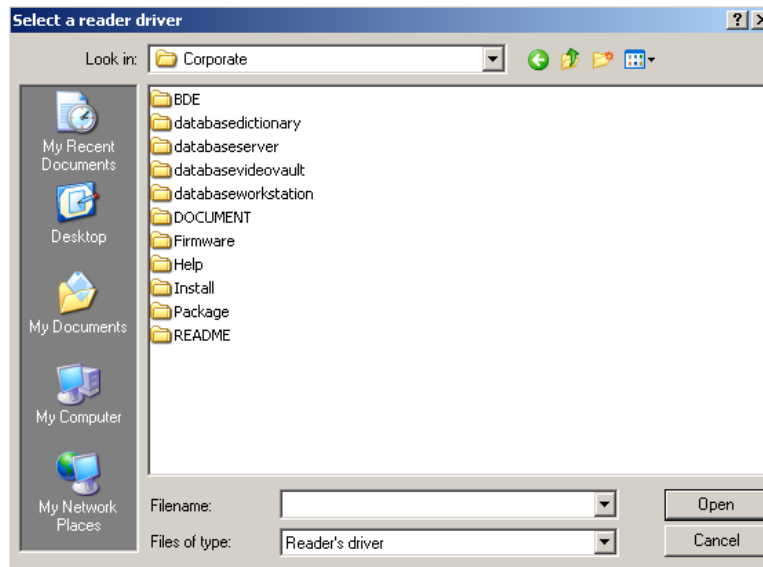 Select a reader driver
Look in:
Corporate
My Recent
Documents
Desktop
My Documents
My Computer
My Network
Places
BDE
databasedictionary
databaseserver
databasevideovault
databaseworkstation
DOCUMENT
Firmware
Help
Install
Package
README
Filename:
Open
Files of type:
Reader's driver
Cancel